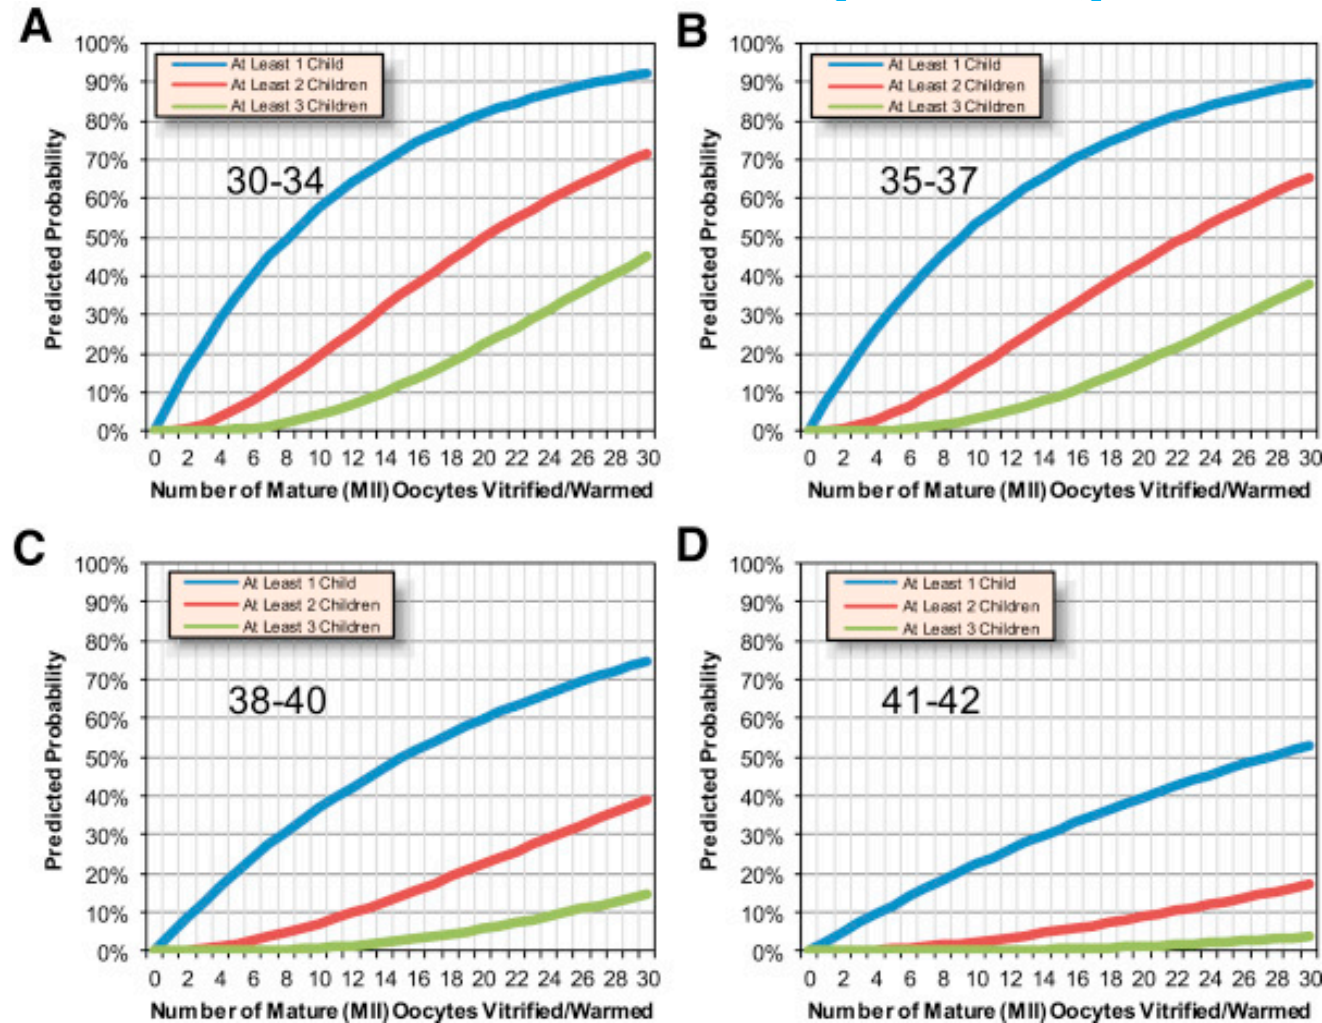 A
100%
90%
80%
70%
60%
50%
40%
30%
20%
10%
0%
Predicted Probability
At Least 1 Child
At Least 2 Children
At Least 3 Children
30-34
0 2 4 6 8 10 12 14 16 18 20 22 24 26 28 30
Number of Mature (MII) Oocytes Vitrified/Warmed
B
100%
90%
80%
70%
60%
50%
40%
30%
20%
10%
0%
Predicted Probability
At Least 1 Child
At Least 2 Children
At Least 3 Children
35-37
0 2 4 6 8 10 12 14 16 18 20 22 24 26 28 30
Number of Mature (MII) Oocytes Vitrified/Warmed
C
100%
90%
80%
70%
60%
50%
40%
30%
20%
10%
0%
Predicted Probability
At Least 1 Child
At Least 2 Children
At Least 3 Children
38-40
0 2 4 6 8 10 12 14 16 18 20 22 24 26 28 30
Number of Mature (MII) Oocytes Vitrified/Warmed
D
100%
90%
80%
70%
60%
50%
40%
30%
20%
10%
0%
Predicted Probability
At Least 1 Child
At Least 2 Children
At Least 3 Children
41-42
0 2 4 6 8 10 12 14 16 18 20 22 24 26 28 30
Number of Mature (MII) Oocytes Vitrified/Warmed